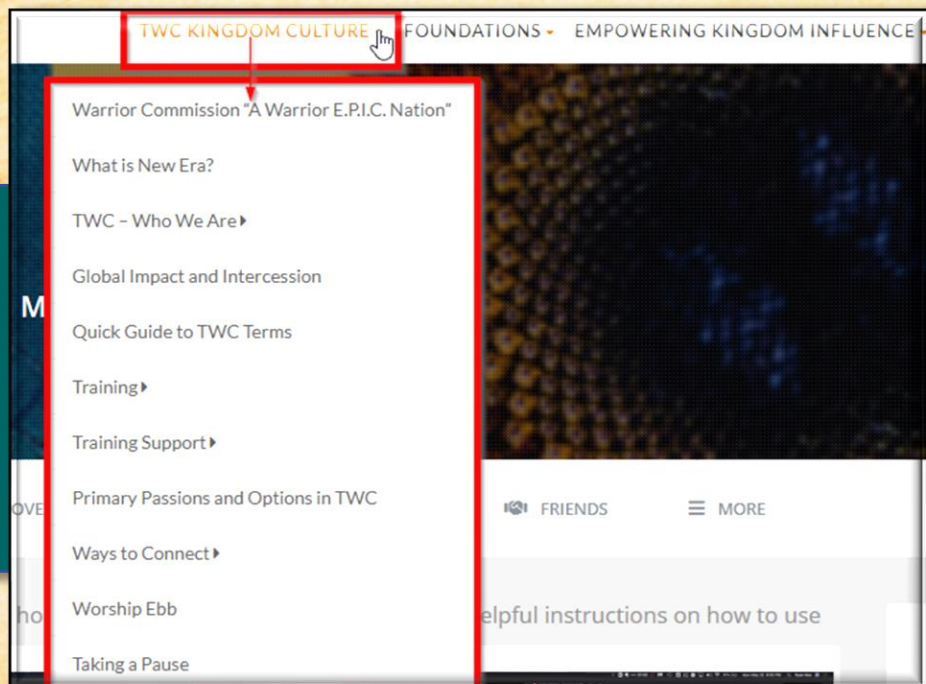 TWC KINGDOM CULTURE FOUNDATIONS EMPOWERING KINGDOM INFLUENCE
Warrior Commission "A Warrior E.P.I.C. Nation"
What is New Era?
TWC – Who We Are
Global Impact and Intercession
M
Quick Guide to TWC Terms
Training
Training Support
Primary Passions and Options in TWC
OVE FRIENDS MORE
Ways to Connect
Worship Ebb
ho elpful instructions on how to use
Taking a Pause